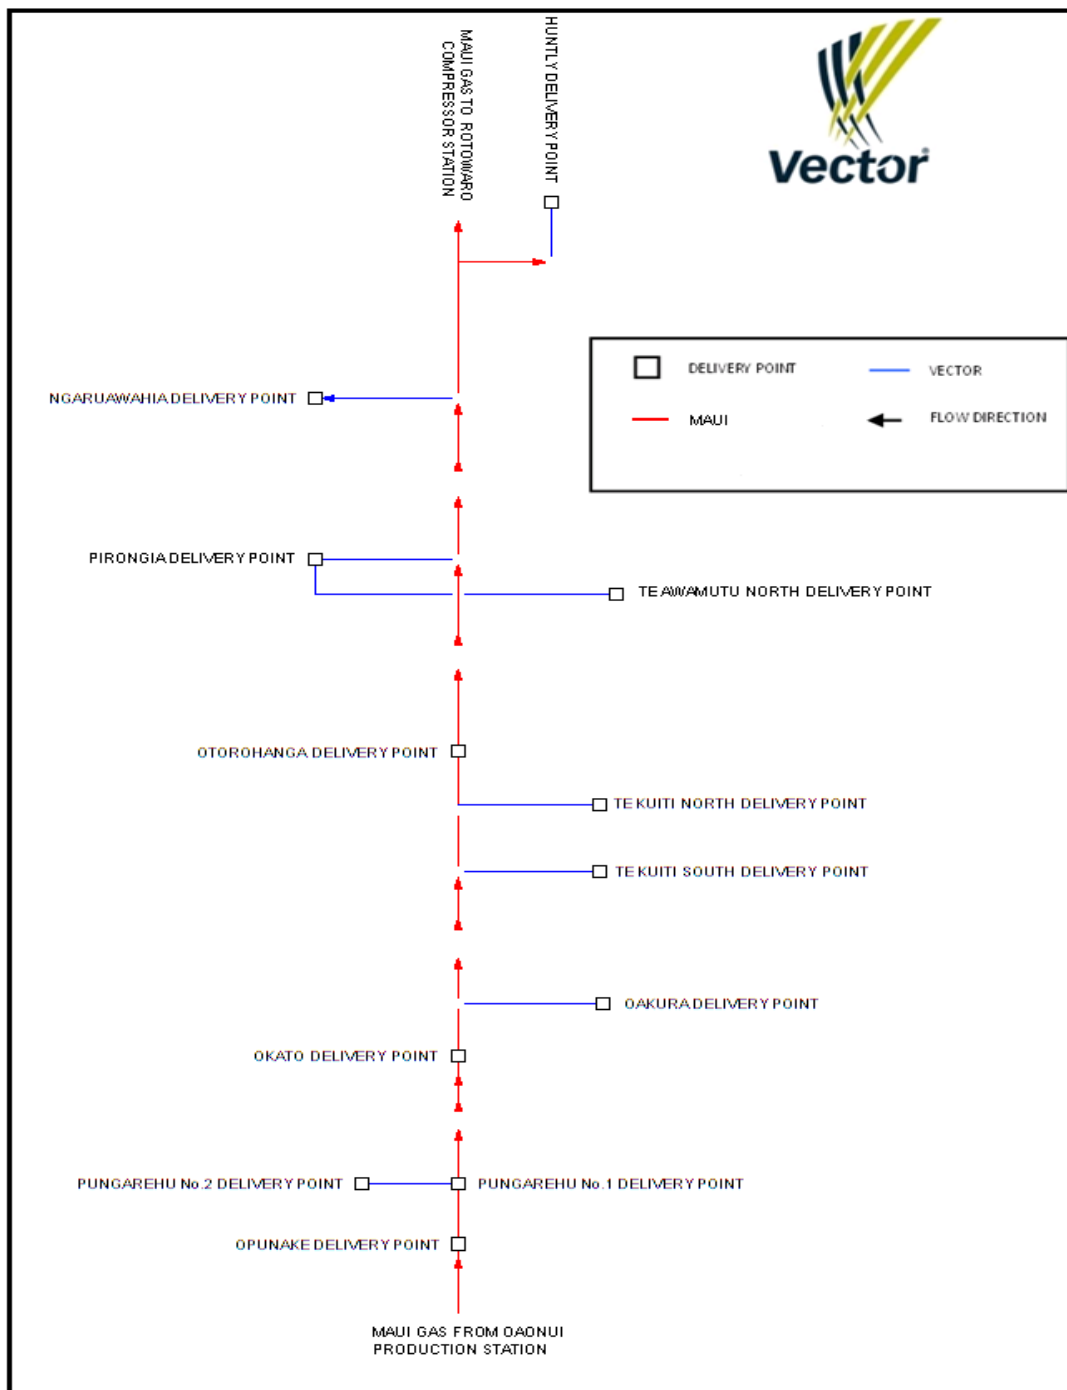 MAUI GAS TO ROTOWARO
COMPRESSOR STATION
HUNTLY DELIVERY POINT
Vector®
DELIVERY POINT
VECTOR
MAUI
FLOW DIRECTION
NGARUAWAHIA DELIVERY POINT
PIRONGIA DELIVERY POINT
TE AWAMUTU NORTH DELIVERY POINT
OTOROHANGA DELIVERY POINT
TE KUITI NORTH DELIVERY POINT
TE KUITI SOUTH DELIVERY POINT
OAKURA DELIVERY POINT
OKATO DELIVERY POINT
PUNGAREHU No.2 DELIVERY POINT
PUNGAREHU No.1 DELIVERY POINT
OPUNAKE DELIVERY POINT
MAUI GAS FROM OAONUI
PRODUCTION STATION